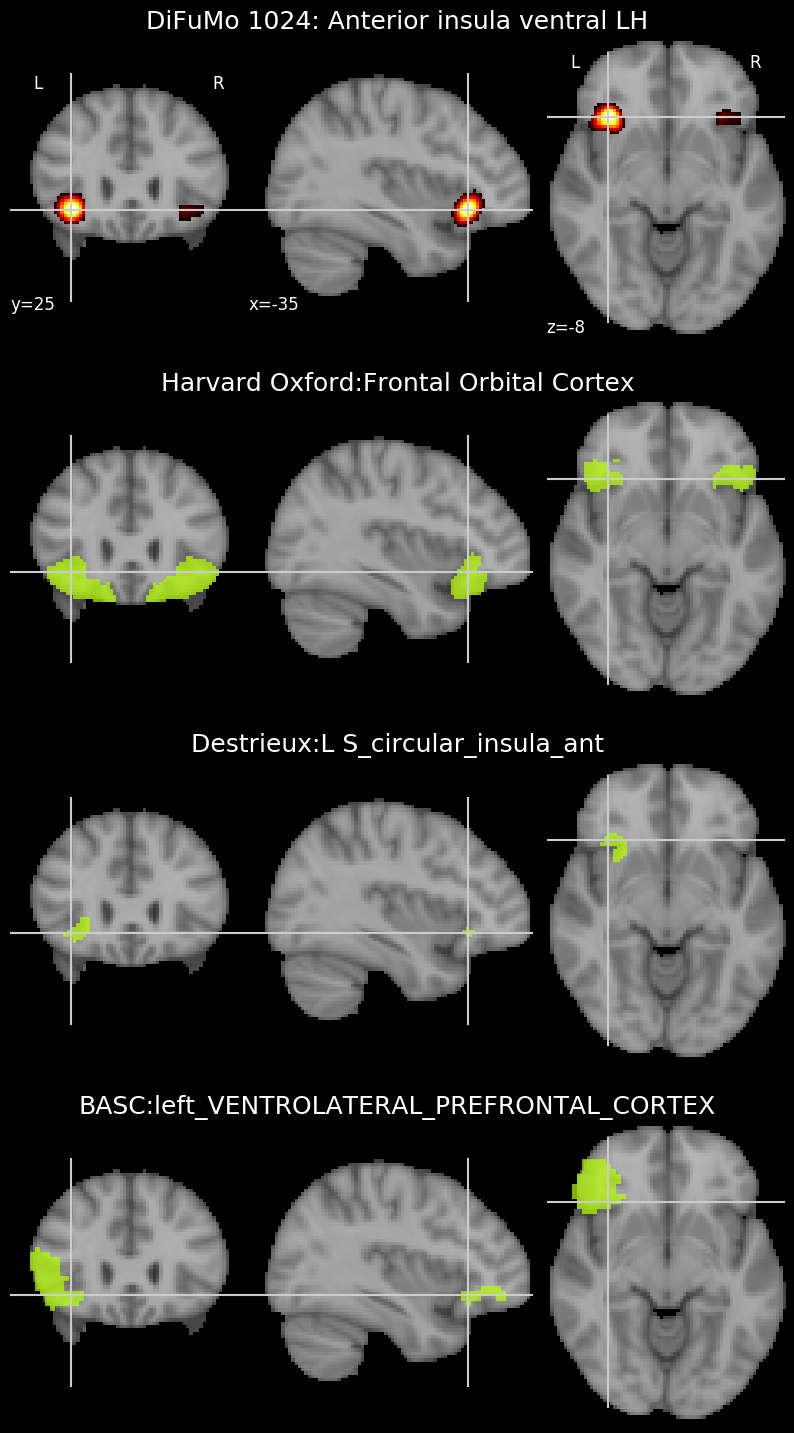 DiFuMo 1024: Anterior insula ventral LH
L R L R
y=25 x=-35 z=-8
Harvard Oxford:Frontal Orbital Cortex
Destrieux:L S_circular_insula_ant
BASC:left_VENTROLATERAL_PREFRONTAL_CORTEX